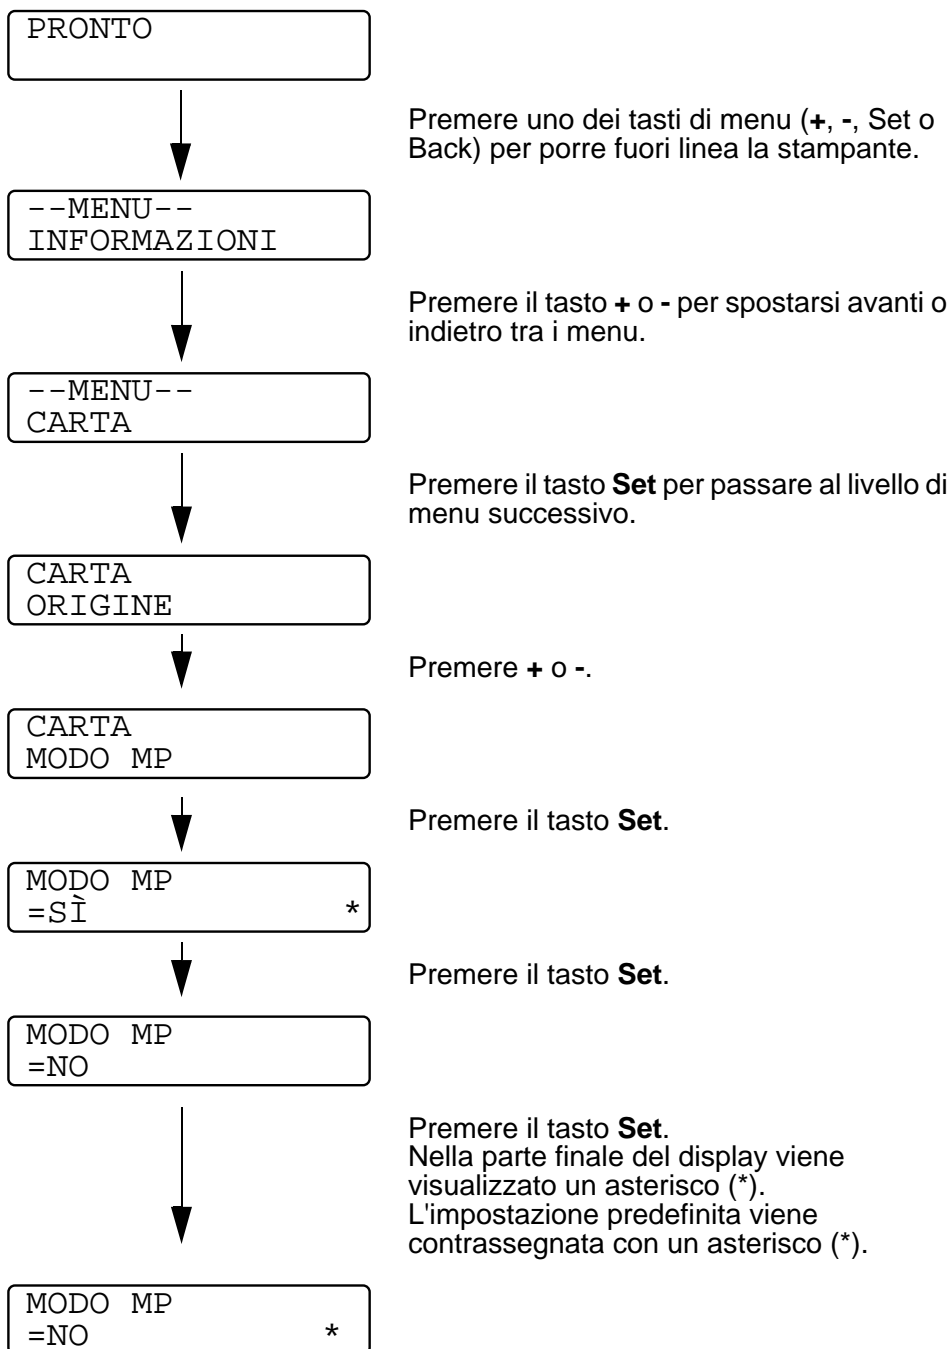 PRONTO
Premere uno dei tasti di menu (+, -, Set o
Back) per porre fuori linea la stampante.
--MENU--
INFORMAZIONI
Premere il tasto + o - per spostarsi avanti o
indietro tra i menu.
--MENU--
CARTA
Premere il tasto Set per passare al livello di
menu successivo.
CARTA
ORIGINE
Premere + o -.
CARTA
MODO MP
Premere il tasto Set.
MODO MP
=SÌ *
Premere il tasto Set.
MODO MP
=NO
Premere il tasto Set.
Nella parte finale del display viene
visualizzato un asterisco (*).
L'impostazione predefinita viene
contrassegnata con un asterisco (*).
MODO MP
=NO *